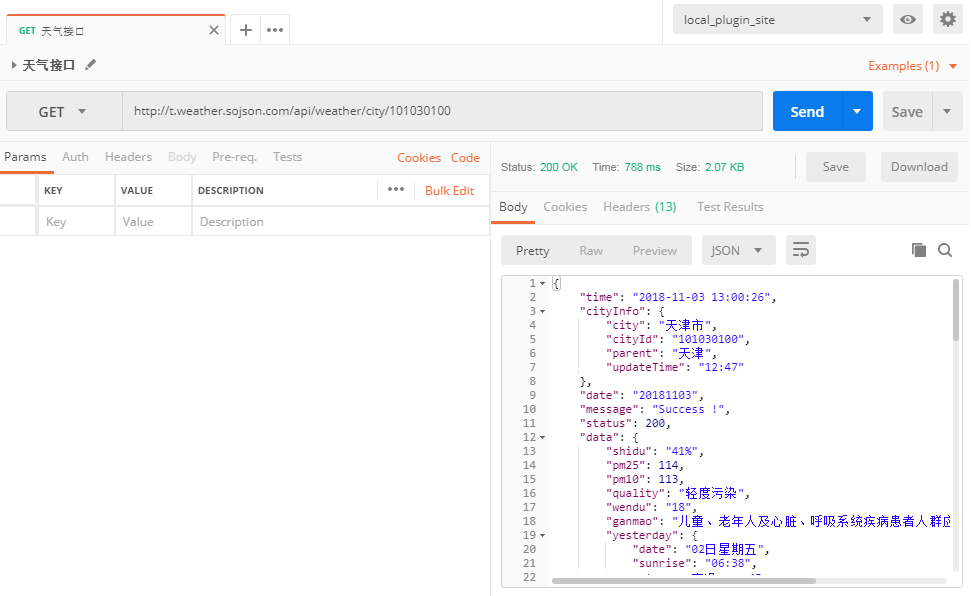 GET 天气接口
local_plugin_site
天气接口
Examples (1)
GET
http://t.weather.sojson.com/api/weather/city/101030100
Send
Save
Params Auth Headers Body Pre-req. Tests Cookies Code
KEY VALUE DESCRIPTION ••• Bulk Edit
Key Value Description
Status: 200 OK Time: 788 ms Size: 2.07 KB Save Download
Body Cookies Headers (13) Test Results
Pretty Raw Preview JSON
1 {
2 "time": "2018-11-03 13:00:26",
3 "cityInfo": {
4 "city": "天津市",
5 "cityId": "101030100",
6 "parent": "天津",
7 "updateTime": "12:47"
8 },
9 "date": "20181103",
10 "message": "Success !",
11 "status": 200,
12 "data": {
13 "shidu": "41%",
14 "pm25": 114,
15 "pm10": 113,
16 "quality": "轻度污染",
17 "wendu": "18",
18 "ganmao": "儿童、老年人及心脏、呼吸系统疾病患者人群应
19 "yesterday": {
20 "date": "02日星期五",
21 "sunrise": "06:38",
22